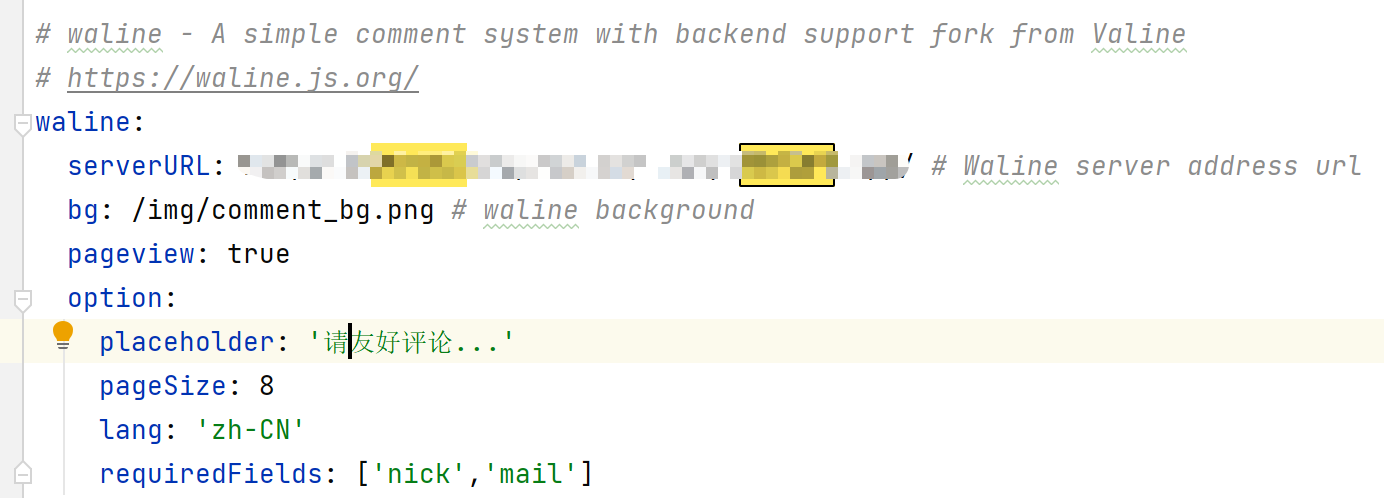 # waline - A simple comment system with backend support fork from Valine
# https://waline.js.org/
waline:
serverURL: / # Waline server address url
bg: /img/comment_bg.png # waline background
pageview: true
option:
placeholder: '请友好评论...'
pageSize: 8
lang: 'zh-CN'
requiredFields: ['nick','mail']